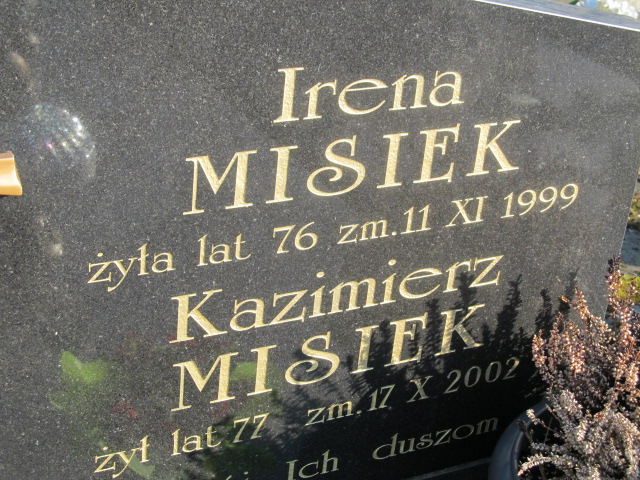 Irena
MISIEK
żyła lat 76 zm. 11 XI 1999
Kazimierz
MISIEK
żył lat 77 zm. 17 X 2002
Ich duszom